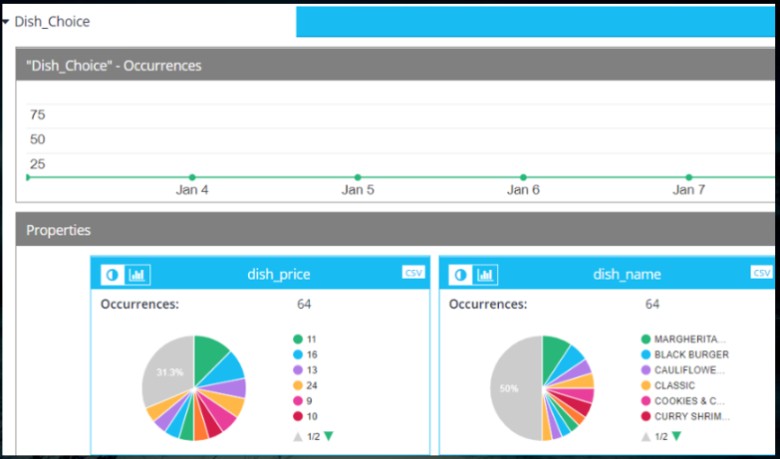 Dish_Choice
"Dish_Choice" - Occurrences
75
50
25
Jan 4 Jan 5 Jan 6 Jan 7
Properties
dish_price CSV
Occurrences: 64
31.3%
11
16
13
24
9
10
1/2
dish_name CSV
Occurrences: 64
50%
MARGHERITA...
BLACK BURGER
CAULIFLOWE...
CLASSIC
COOKIES & C...
CURRY SHRIM...
1/2